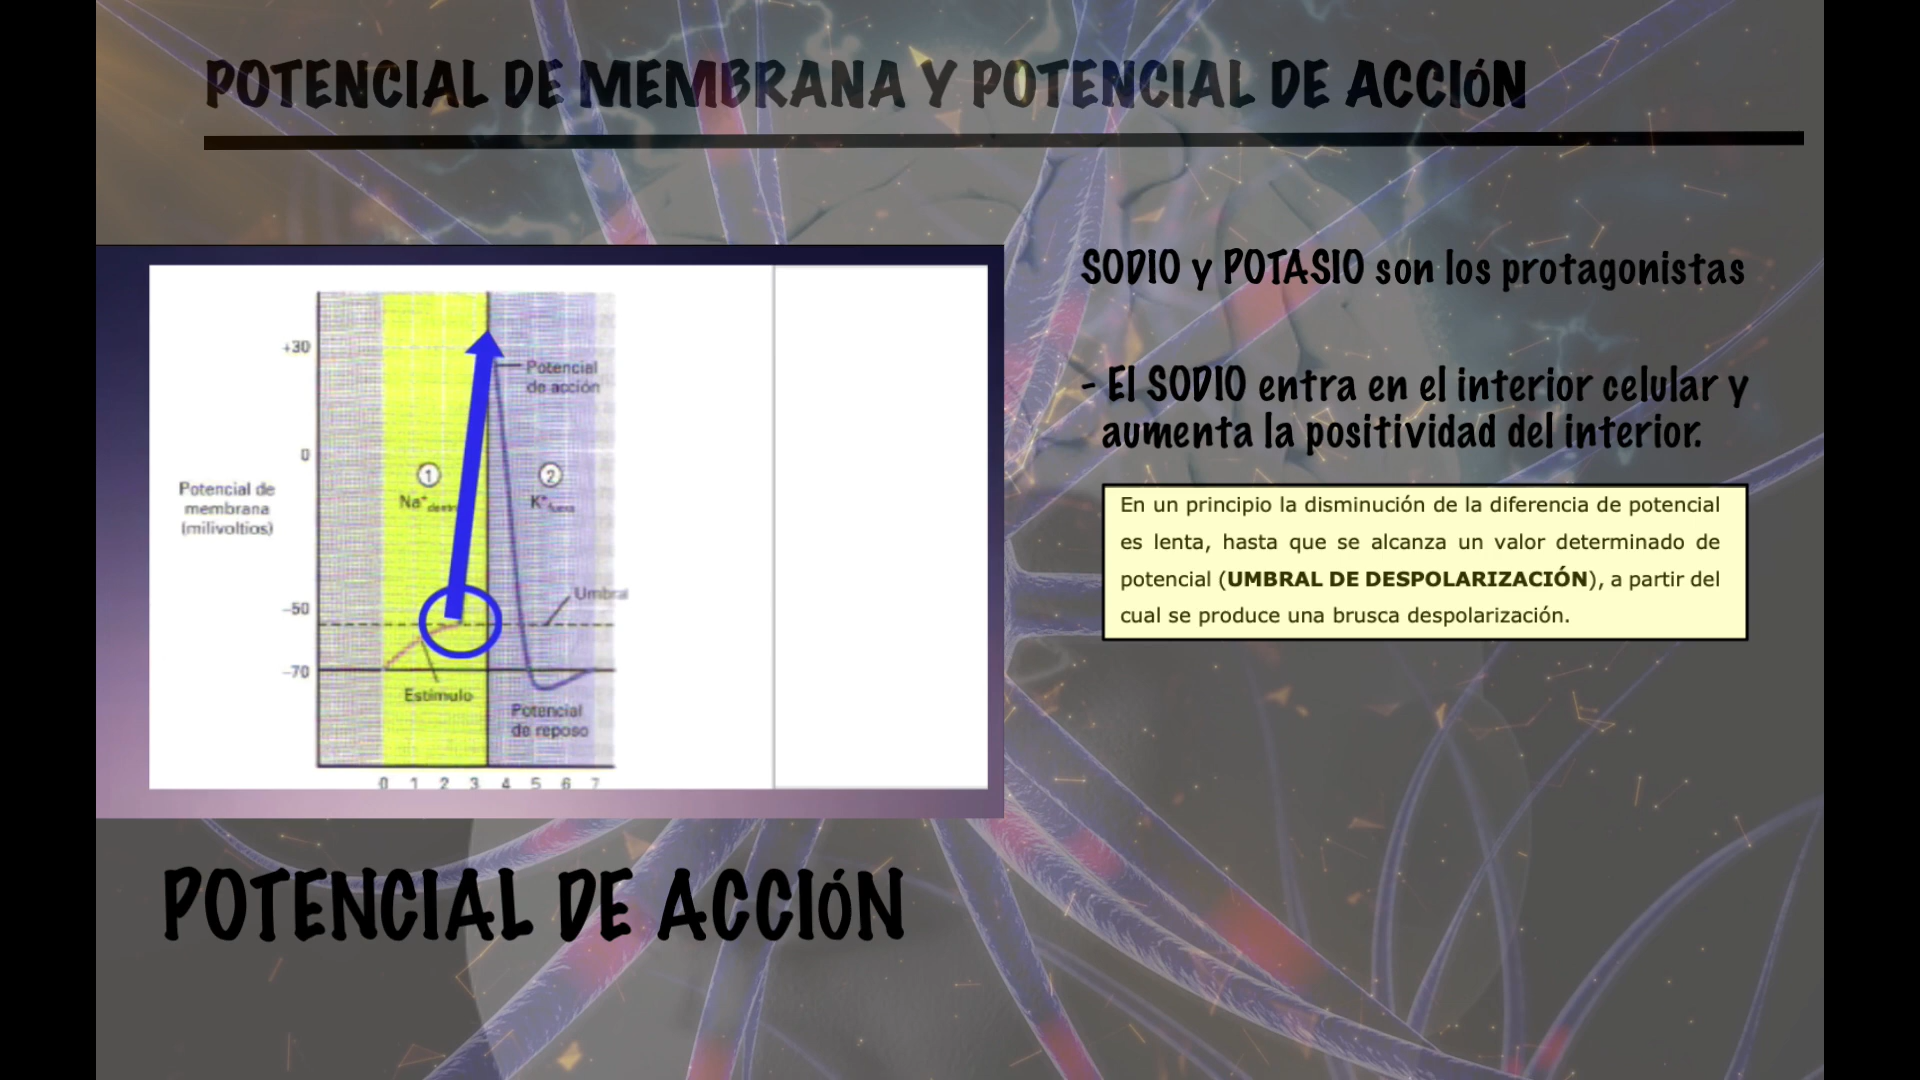 POTENCIAL DE MEMBRANA Y POTENCIAL DE ACCIÓN
+30
0
-50
-70
Potencial de
membrana
(milivoltios)
Potencial
de acción
1
Na+ dentro
2
K+ fuera
Umbral
Estímulo
Potencial
de reposo
0 1 2 3 4 5 6 7
SODIO y POTASIO son los protagonistas
- El SODIO entra en el interior celular y
aumenta la positividad del interior.
En un principio la disminución de la diferencia de potencial
es lenta, hasta que se alcanza un valor determinado de
potencial (UMBRAL DE DESPOLARIZACIÓN), a partir del
cual se produce una brusca despolarización.
POTENCIAL DE ACCIÓN